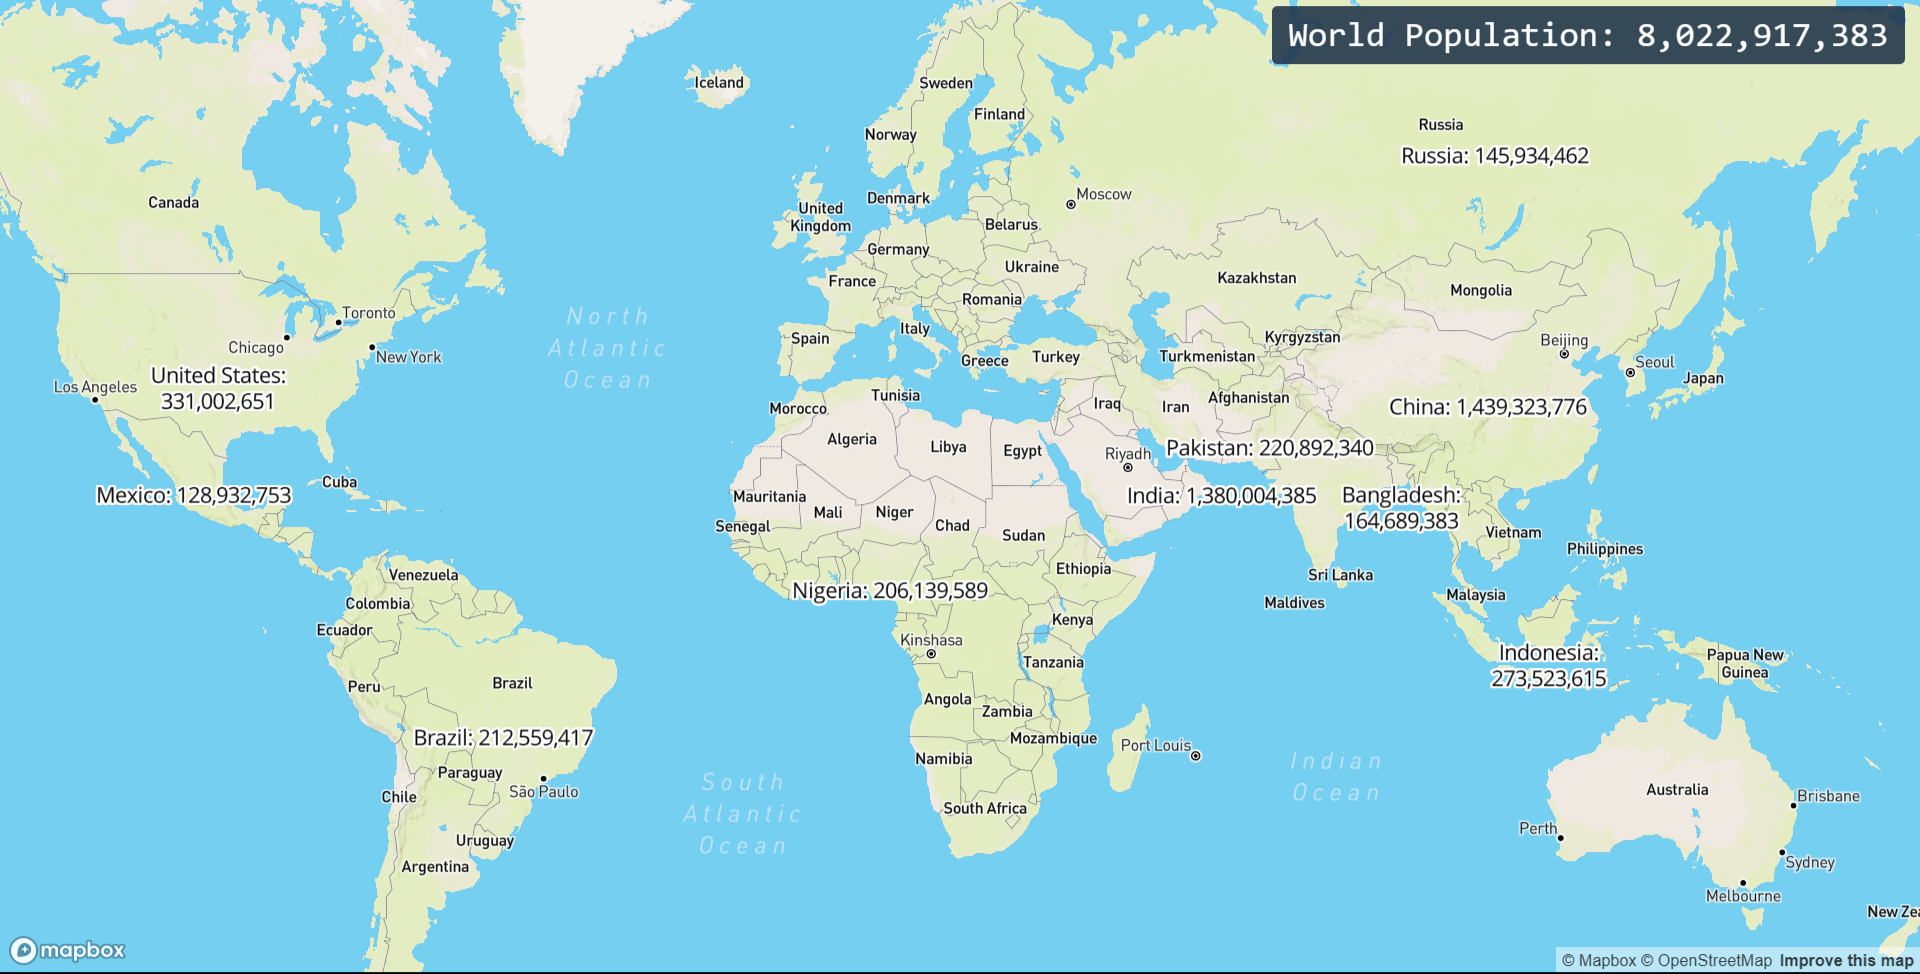 World Population: 8,022,917,383
Iceland
Sweden
Finland
Norway
Russia
Russia: 145,934,462
Moscow
Denmark
Canada
United
Kingdom
Belarus
Germany
Ukraine
France
Kazakhstan
Mongolia
Romania
North
Atlantic
Ocean
Toronto
Italy
Spain
Kyrgyzstan
Beijing
Chicago
New York
Greece
Turkey
Turkmenistan
Seoul
Japan
United States:
331,002,651
Los Angeles
Tunisia
Morocco
Iraq
Iran
Afghanistan
China: 1,439,323,776
Algeria
Libya
Egypt
Riyadh
Pakistan: 220,892,340
Cuba
Mexico: 128,932,753
Mauritania
India: 1,380,004,385
Bangladesh:
164,689,383
Mali
Niger
Chad
Senegal
Sudan
Vietnam
Philippines
Venezuela
Ethiopia
Sri Lanka
Nigeria: 206,139,589
Colombia
Maldives
Malaysia
Ecuador
Kenya
Kinshasa
Indonesia:
273,523,615
Tanzania
Papua New
Guinea
Peru
Brazil
Angola
Zambia
Brazil: 212,559,417
Mozambique
Port Louis
Namibia
Indian
Ocean
Paraguay
São Paulo
South
Atlantic
Ocean
Chile
Australia
Brisbane
South Africa
Perth
Uruguay
Argentina
Sydney
Melbourne
New Zea
mapbox
© Mapbox © OpenStreetMap Improve this map